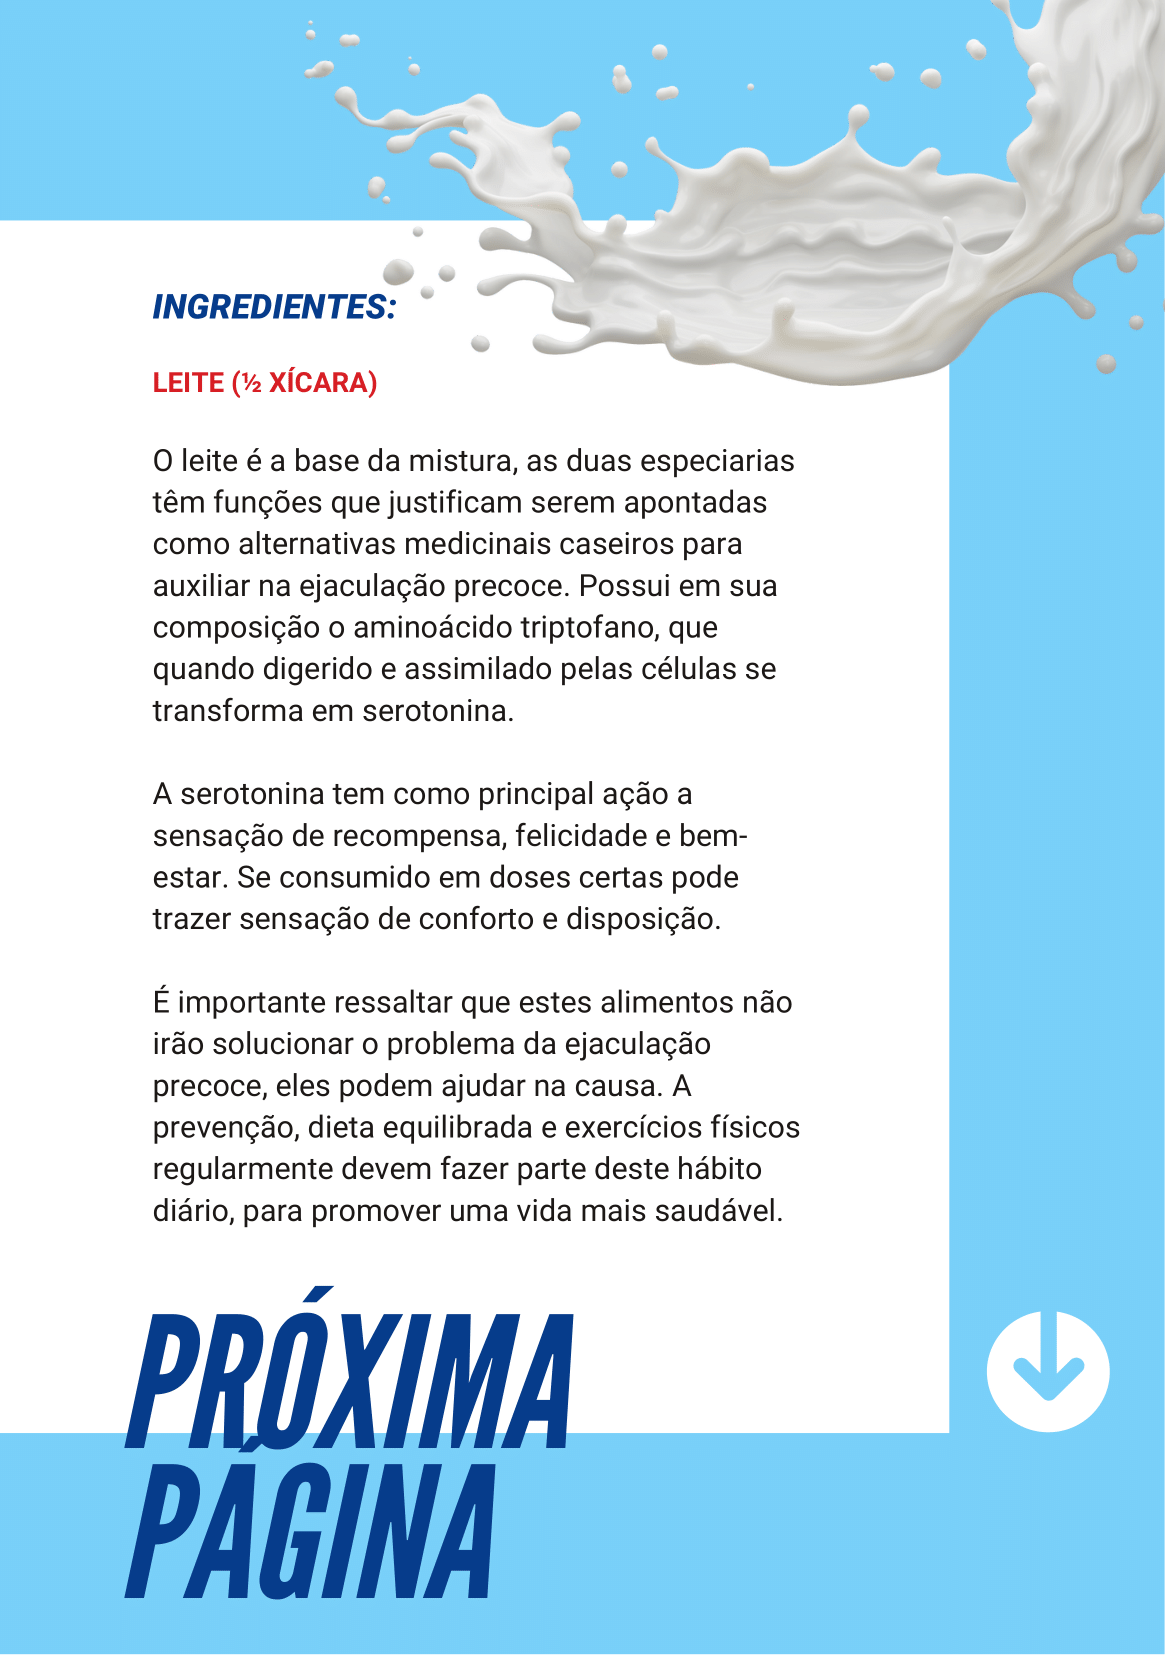 INGREDIENTES:
LEITE (½ XÍCARA)
O leite é a base da mistura, as duas especiarias
têm funções que justificam serem apontadas
como alternativas medicinais caseiros para
auxiliar na ejaculação precoce. Possui em sua
composição o aminoácido triptofano, que
quando digerido e assimilado pelas células se
transforma em serotonina.
A serotonina tem como principal ação a
sensação de recompensa, felicidade e bem-
estar. Se consumido em doses certas pode
trazer sensação de conforto e disposição.
É importante ressaltar que estes alimentos não
irão solucionar o problema da ejaculação
precoce, eles podem ajudar na causa. A
prevenção, dieta equilibrada e exercícios físicos
regularmente devem fazer parte deste hábito
diário, para promover uma vida mais saudável.
PRÓXIMA
PÁGINA